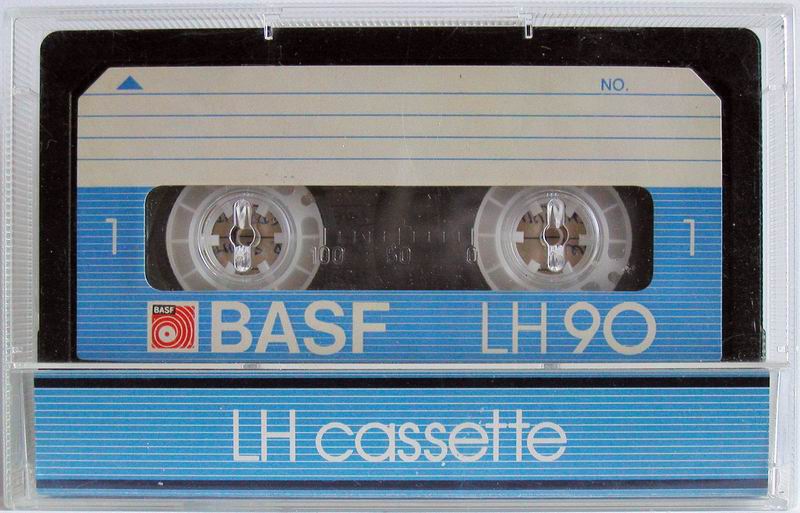 NO.
1 1
100 50 0
BASF
BASF LH 90
LH cassette